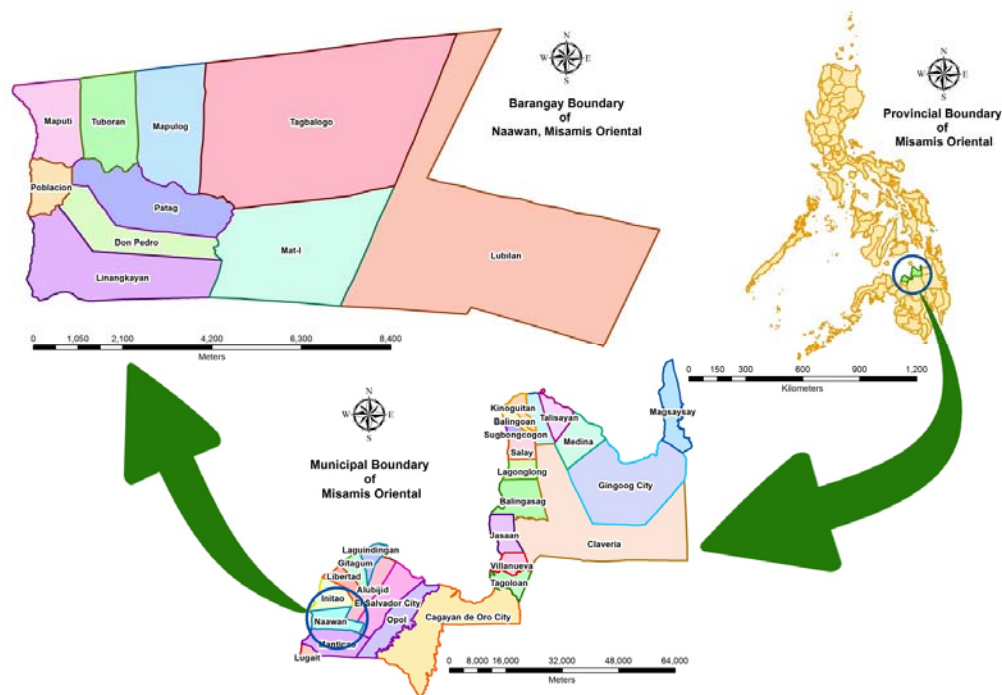 N
W E
S
Barangay Boundary
of
Naawan, Misamis Oriental
Maputi
Tuboran
Mapulog
Tagbalogo
Poblacion
Patag
Don Pedro
Mat-I
Linangkayan
Lubilan
0 1,050 2,100 4,200 6,300 8,400
Meters
N
W E
S
Provincial Boundary
of
Misamis Oriental
0 150 300 600 900 1,200
Kilometers
N
W E
S
Municipal Boundary
of
Misamis Oriental
Kinoguitan
Balingoan
Sugbongcogon
Talisayan
Magsaysay
Medina
Salay
Lagonglong
Gingoog City
Balingasag
Jasaan
Claveria
Villanueva
Tagoloan
Laguindingan
Gitagum
Libertad
Alubijid
Initao
El Salvador City
Naawan
Opol
Cagayan de Oro City
Manticao
Lugait
0 8,000 16,000 32,000 48,000 64,000
Meters